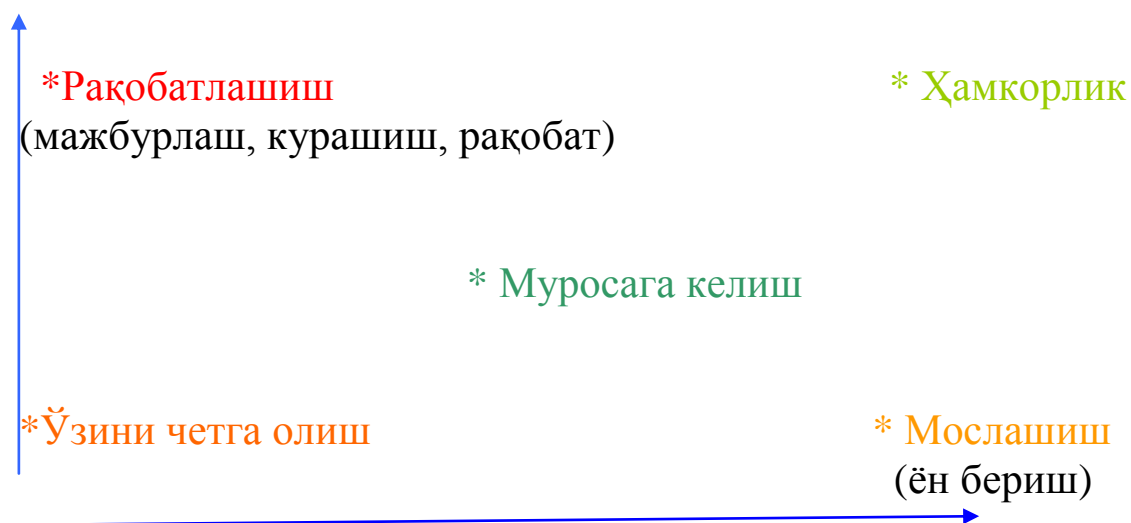 *Рақобатлашиш
* Ҳамкорлик
(мажбурлаш, курашиш, рақобат)
* Муросага келиш
*Ўзини четга олиш
* Мослашиш
(ён бериш)